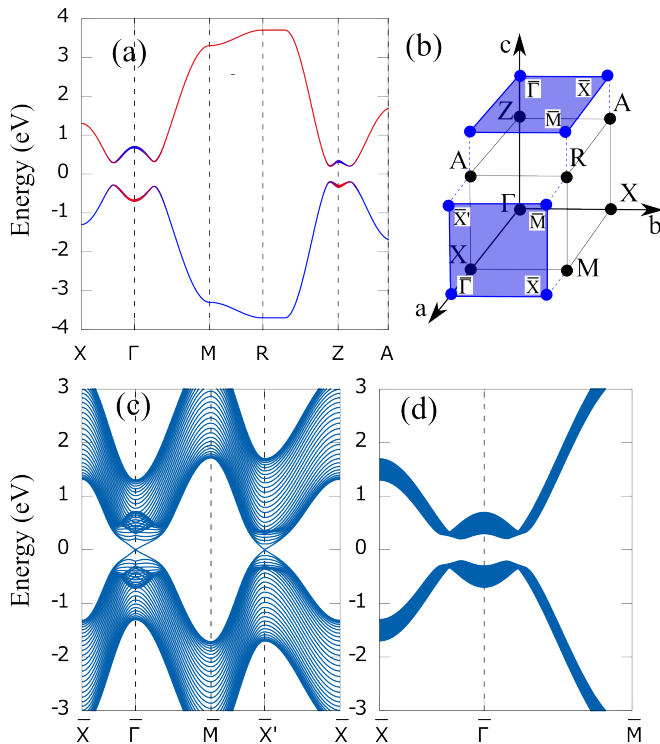 (a)
Energy (eV)
4
3
2
1
0
-1
-2
-3
-4
X Γ M R Z A
(b)
c
Γ̅ X̅
Z M̅ A
A R
Γ X
X̅' M̅ b
X M
Γ̅ X̅
a
(c)
Energy (eV)
3
2
1
0
-1
-2
-3
X̅ Γ̅ M̅ X̅' X̅
(d)
3
2
1
0
-1
-2
-3
X̅ Γ̅ M̅